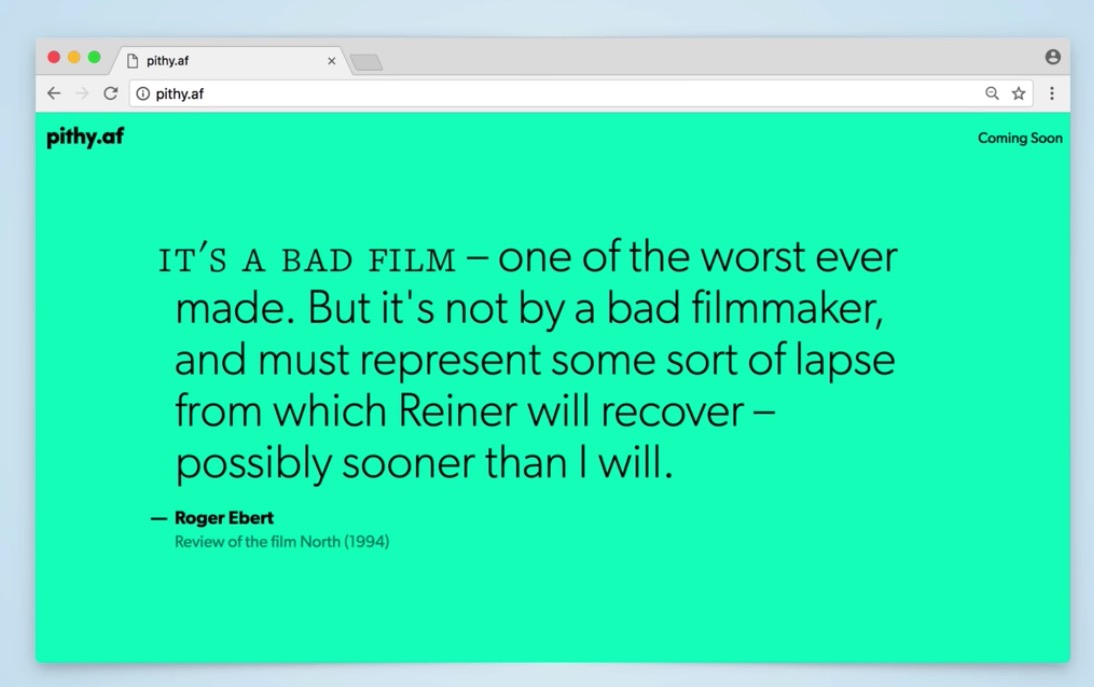 pithy.af
pithy.af
pithy.af
Coming Soon
IT'S A BAD FILM – one of the worst ever
made. But it's not by a bad filmmaker,
and must represent some sort of lapse
from which Reiner will recover –
possibly sooner than I will.
— Roger Ebert
Review of the film North (1994)